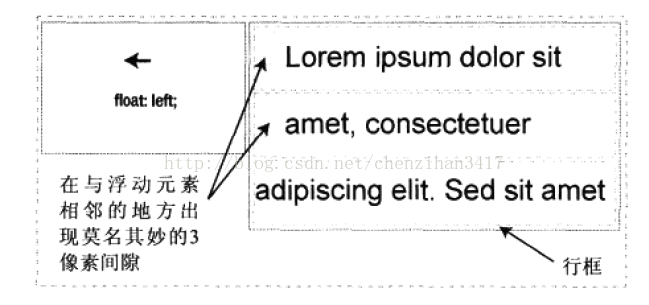 Lorem ipsum dolor sit
float: left;
amet, consectetuer
http://blog.csdn.net/chenzihan3417
adipiscing elit. Sed sit amet
在与浮动元素
相邻的地方出
现莫名其妙的3
像素间隙
行框